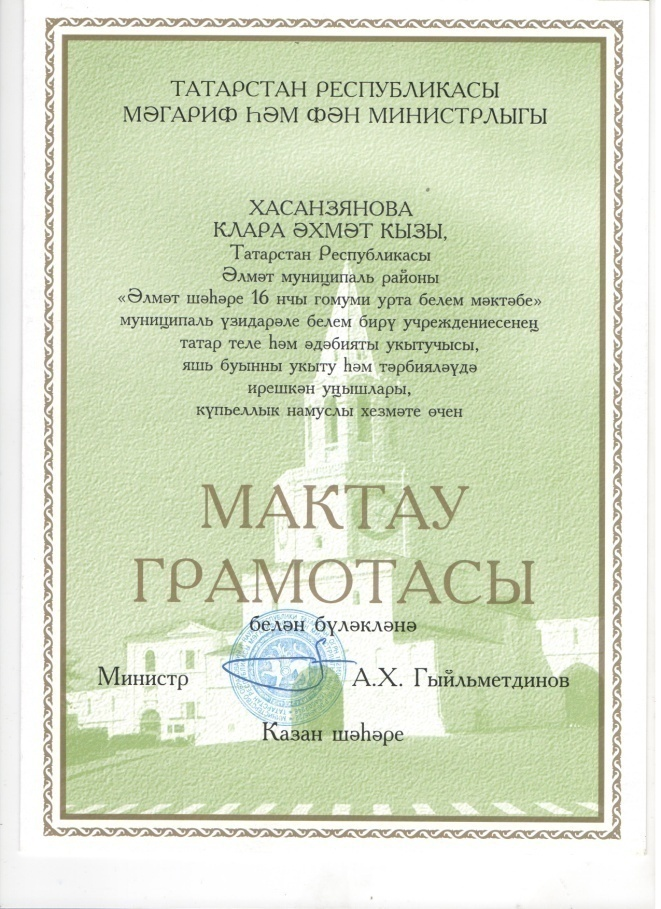 ТАТАРСТАН РЕСПУБЛИКАСЫ
МӘГАРИФ ҺӘМ ФӘН МИНИСТРЛЫГЫ
ХАСАНЗЯНОВА
КЛАРА ӘХМӘТ КЫЗЫ,
Татарстан Республикасы
Әлмәт муниципаль районы
«Әлмәт шәһәре 16 нчы гомуми урта белем мәктәбе»
муниципаль үзидарәле белем бирү учреждениесенең
татар теле һәм әдәбияты укытучысы,
яшь буынны укыту һәм тәрбияләүдә
ирешкән уңышлары,
күпьеллык намуслы хезмәте өчен
МАКТАУ
ГРАМОТАСЫ
белән бүләкләнә
Министр А.Х. Гыйльметдинов
Казан шәһәре